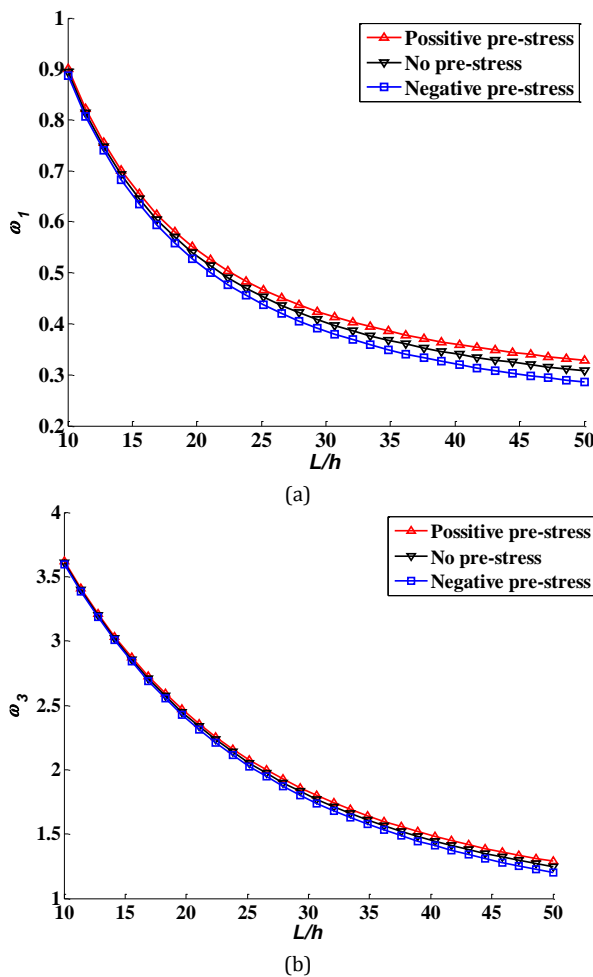 1
0.9
0.8
0.7
0.6
0.5
0.4
0.3
0.2
ω1
Possitive pre-stress
No pre-stress
Negative pre-stress
10 15 20 25 30 35 40 45 50
L/h
(a)
4
3.5
3
2.5
2
1.5
1
ω3
Possitive pre-stress
No pre-stress
Negative pre-stress
10 15 20 25 30 35 40 45 50
L/h
(b)